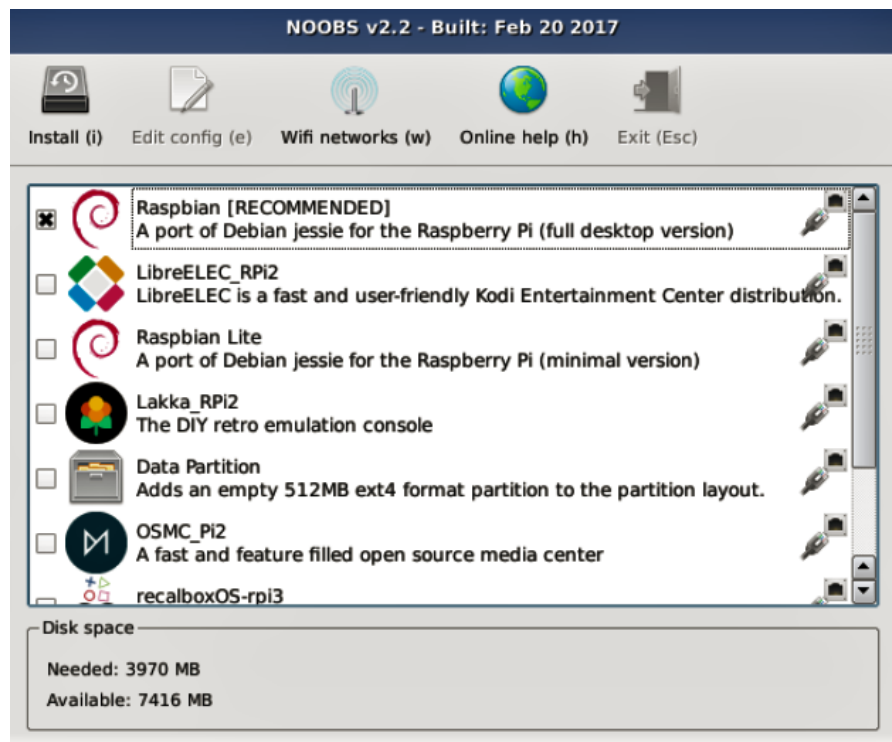 NOOBS v2.2 - Built: Feb 20 2017
Install (i) Edit config (e) Wifi networks (w) Online help (h) Exit (Esc)
Raspbian [RECOMMENDED]
A port of Debian jessie for the Raspberry Pi (full desktop version)
LibreELEC_RPi2
LibreELEC is a fast and user-friendly Kodi Entertainment Center distribution.
Raspbian Lite
A port of Debian jessie for the Raspberry Pi (minimal version)
Lakka_RPi2
The DIY retro emulation console
Data Partition
Adds an empty 512MB ext4 format partition to the partition layout.
OSMC_Pi2
A fast and feature filled open source media center
recalboxOS-rpi3
Disk space
Needed: 3970 MB
Available: 7416 MB